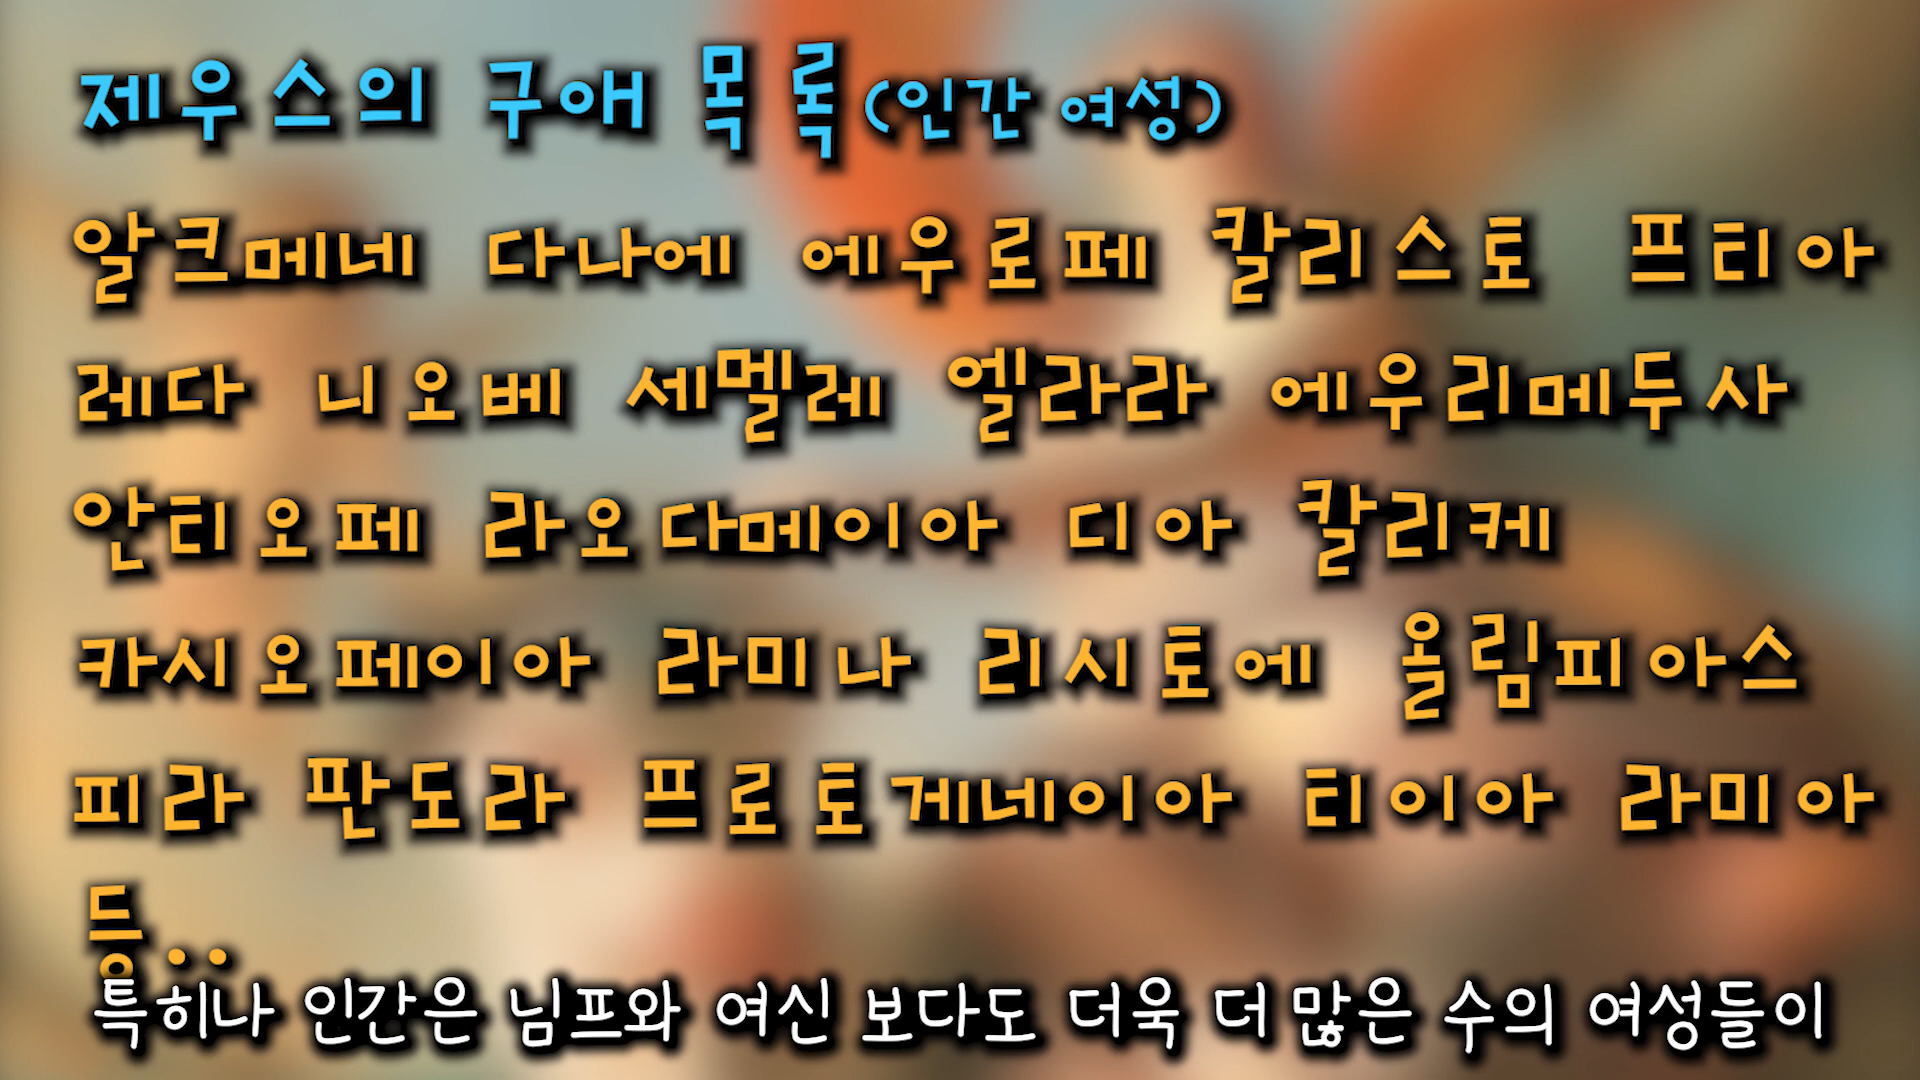 제우스의 구애 목록(인간 여성)
알크메네 다나에 에우로페 칼리스토 프티아
레다 니오베 세멜레 엘라라 에우리메두사
안티오페 라오다메이아 디아 칼리케
카시오페이아 라미나 리시토에 올림피아스
피라 판도라 프로토게네이아 티이아 라미아
등..
특히나 인간은 님프와 여신 보다도 더욱 더 많은 수의 여성들이